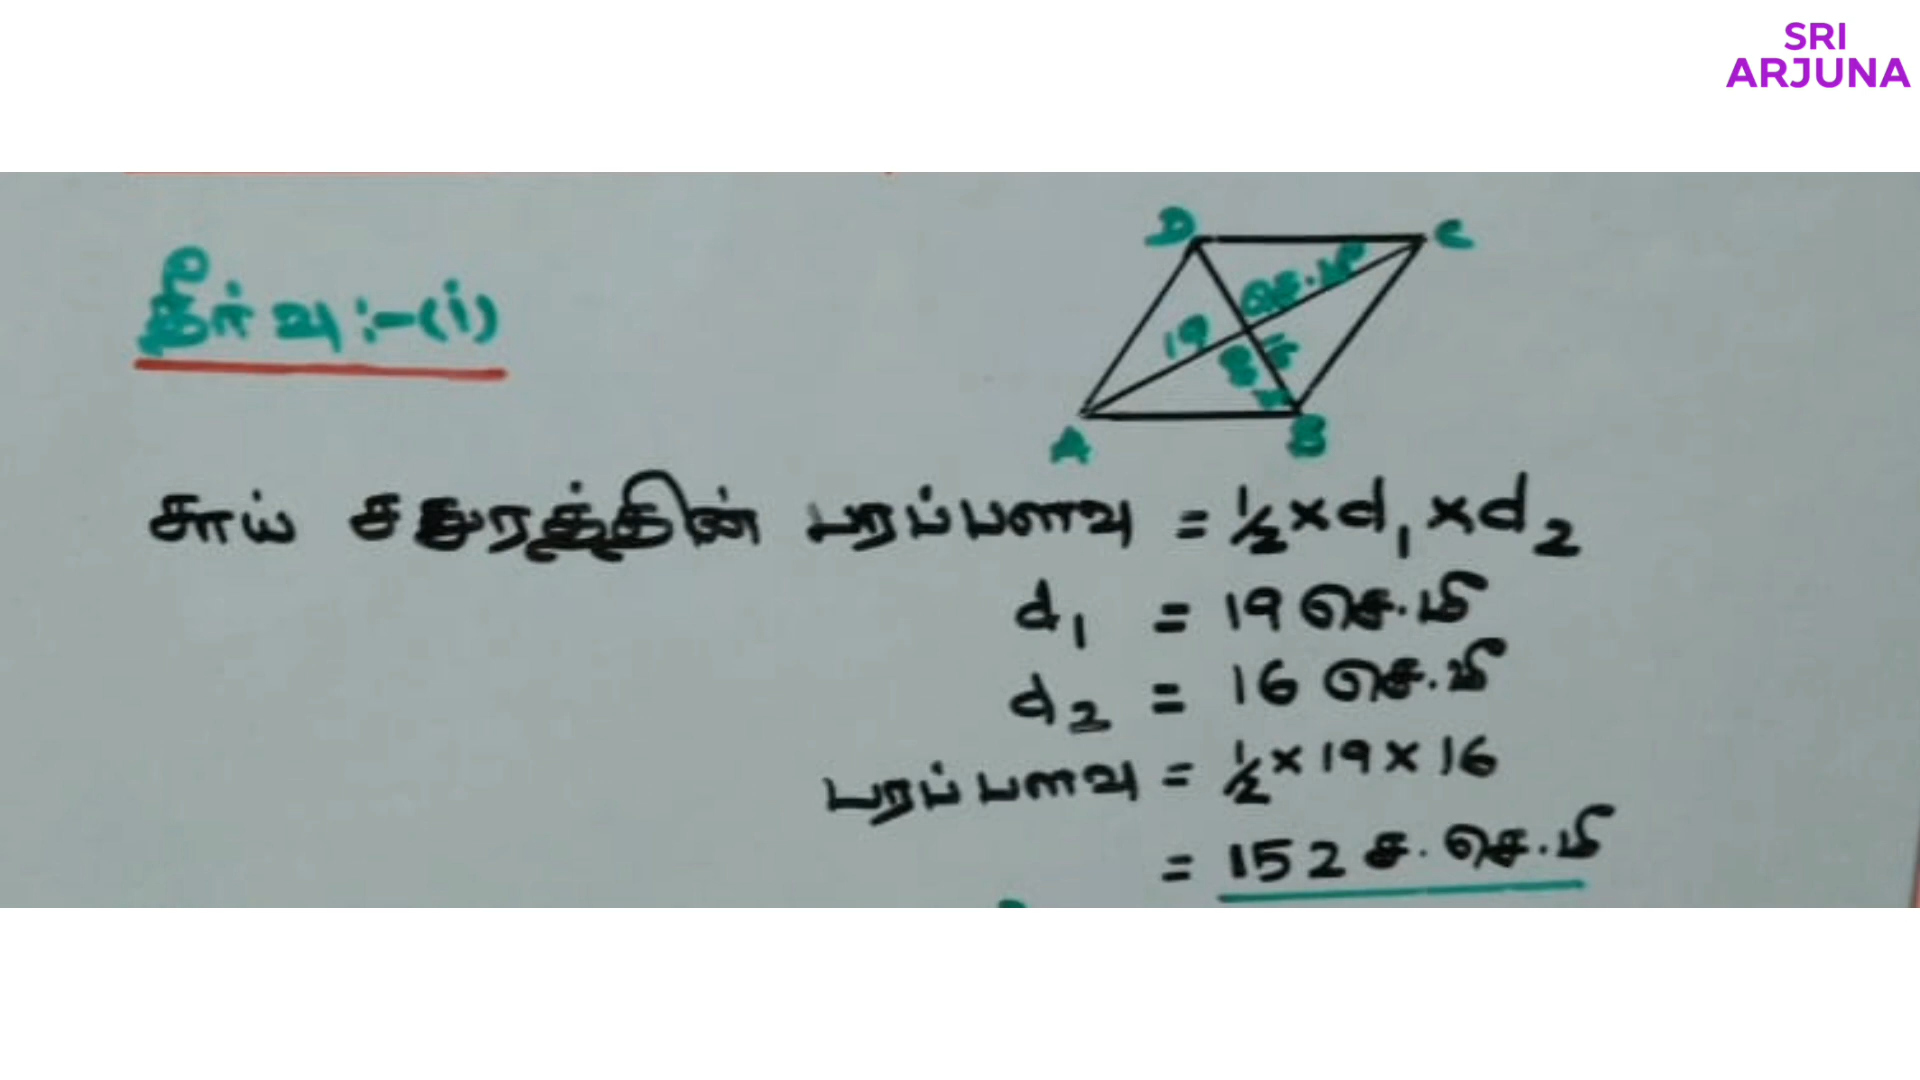 SRI
ARJUNA
தீர்வு :-(i)
D
C
19 செ.மீ
8 செ
மீ
A
B
சாய் சதுரத்தின் பரப்பளவு = ½ × d₁ × d₂
d₁ = 19 செ.மீ
d₂ = 16 செ.மீ
பரப்பளவு = ½ × 19 × 16
= 152 ச.செ.மீ